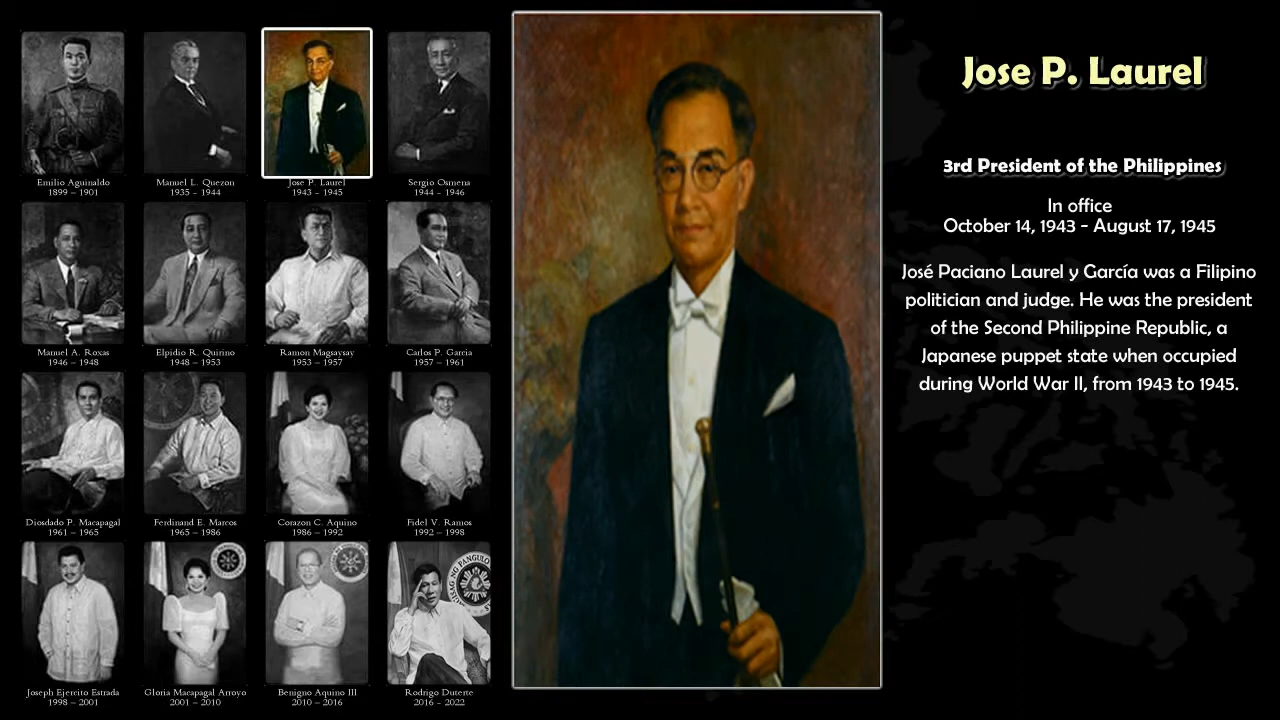 Emilio Aguinaldo
1899 – 1901
Manuel L. Quezon
1935 – 1944
Jose P. Laurel
1943 - 1945
Sergio Osmena
1944 – 1946
Manuel A. Roxas
1946 – 1948
Elpidio R. Quirino
1948 – 1953
Ramon Magsaysay
1953 – 1957
Carlos P. Garcia
1957 – 1961
Diosdado P. Macapagal
1961 – 1965
Ferdinand E. Marcos
1965 – 1986
Corazon C. Aquino
1986 – 1992
Fidel V. Ramos
1992 – 1998
Joseph Ejercito Estrada
1998 – 2001
Gloria Macapagal Arroyo
2001 – 2010
Benigno Aquino III
2010 – 2016
Rodrigo Duterte
2016 - 2022
Jose P. Laurel
3rd President of the Philippines
In office
October 14, 1943 - August 17, 1945
José Paciano Laurel y García was a Filipino
politician and judge. He was the president
of the Second Philippine Republic, a
Japanese puppet state when occupied
during World War II, from 1943 to 1945.